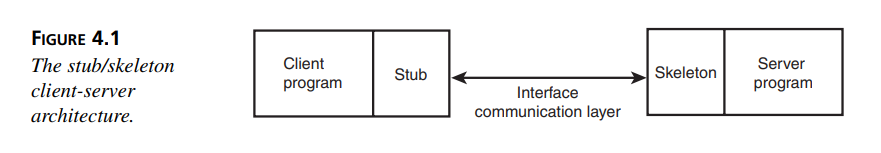 FIGURE 4.1
The stub/skeleton
client-server
architecture.
Client
program
Stub
Interface
communication layer
Skeleton
Server
program